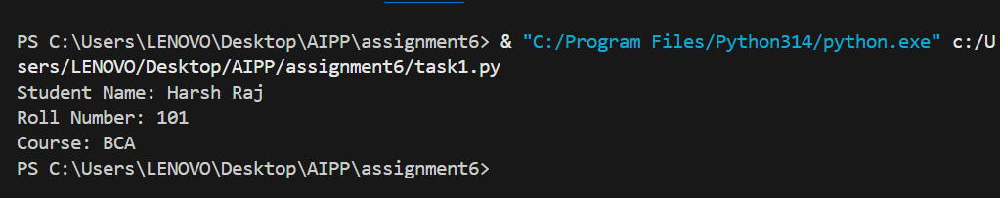 PS C:\Users\LENOVO\Desktop\AIPP\assignment6> & "C:/Program Files/Python314/python.exe" c:/U
sers/LENOVO/Desktop/AIPP/assignment6/task1.py
Student Name: Harsh Raj
Roll Number: 101
Course: BCA
PS C:\Users\LENOVO\Desktop\AIPP\assignment6>